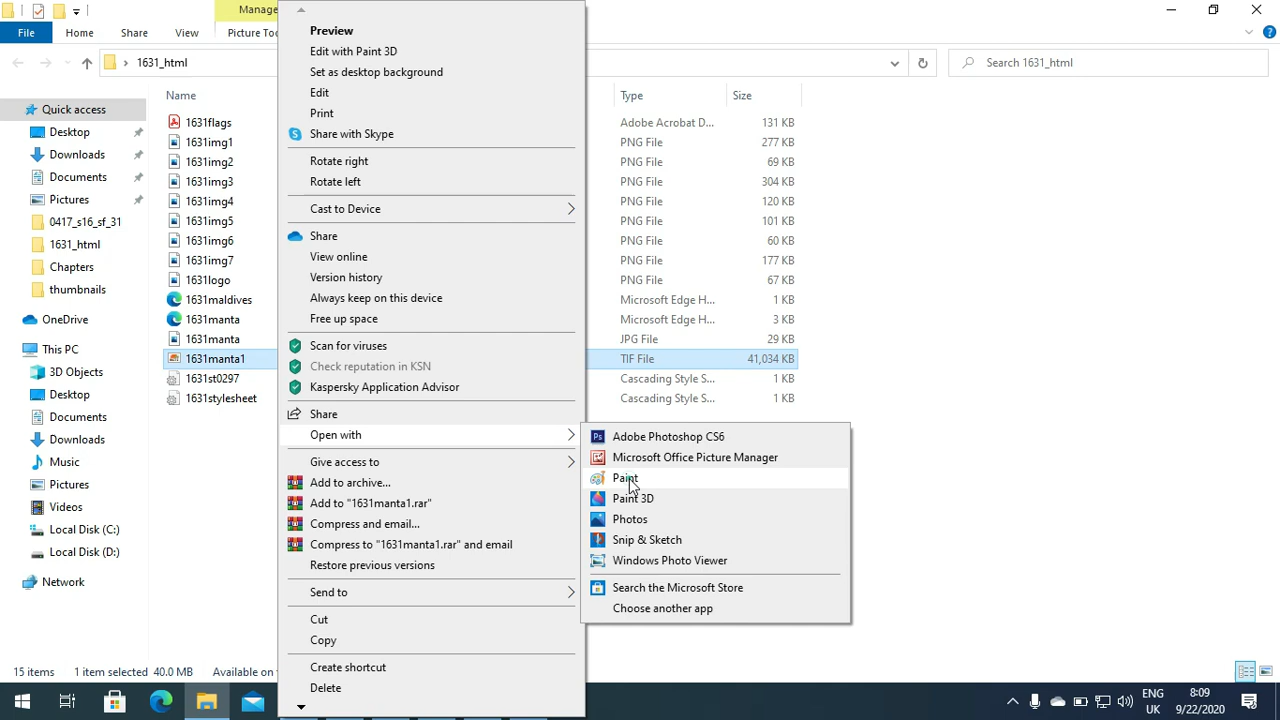 Manage
File
Home
Share
View
Picture Too
1631_html
Search 1631_html
Name
Type
Size
Quick access
Desktop
Downloads
Documents
Pictures
0417_s16_sf_31
1631_html
Chapters
thumbnails
OneDrive
This PC
3D Objects
Desktop
Documents
Downloads
Music
Pictures
Videos
Local Disk (C:)
Local Disk (D:)
Network
1631flags
Adobe Acrobat D... 131 KB
1631img1
PNG File 277 KB
1631img2
PNG File 69 KB
1631img3
PNG File 304 KB
1631img4
PNG File 120 KB
1631img5
PNG File 101 KB
1631img6
PNG File 60 KB
1631img7
PNG File 177 KB
1631logo
PNG File 67 KB
1631maldives
Microsoft Edge H... 1 KB
1631manta
Microsoft Edge H... 3 KB
1631manta
JPG File 29 KB
1631manta1
TIF File 41,034 KB
1631st0297
Cascading Style S... 1 KB
1631stylesheet
Cascading Style S... 1 KB
Preview
Edit with Paint 3D
Set as desktop background
Edit
Print
S Share with Skype
Rotate right
Rotate left
Cast to Device
Share
View online
Version history
Always keep on this device
Free up space
Scan for viruses
Check reputation in KSN
Kaspersky Application Advisor
Share
Open with
Give access to
Add to archive...
Add to "1631manta1.rar"
Compress and email...
Compress to "1631manta1.rar" and email
Restore previous versions
Send to
Cut
Copy
Create shortcut
Delete
Ps Adobe Photoshop CS6
Microsoft Office Picture Manager
Paint
Paint 3D
Photos
Snip & Sketch
Windows Photo Viewer
Search the Microsoft Store
Choose another app
15 items 1 item selected 40.0 MB Available on
ENG
UK
8:09
9/22/2020